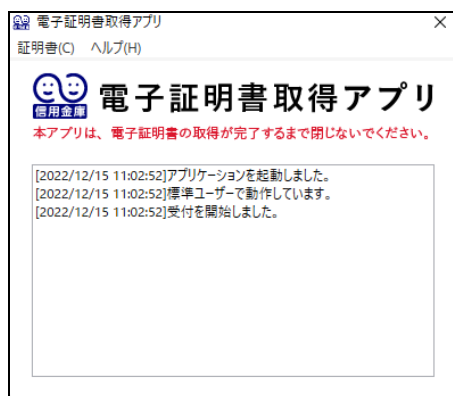 電子証明書取得アプリ
証明書(C) ヘルプ(H)
信用金庫
電子証明書取得アプリ
本アプリは、電子証明書の取得が完了するまで閉じないでください。
[2022/12/15 11:02:52]アプリケーションを起動しました。
[2022/12/15 11:02:52]標準ユーザーで動作しています。
[2022/12/15 11:02:52]受付を開始しました。